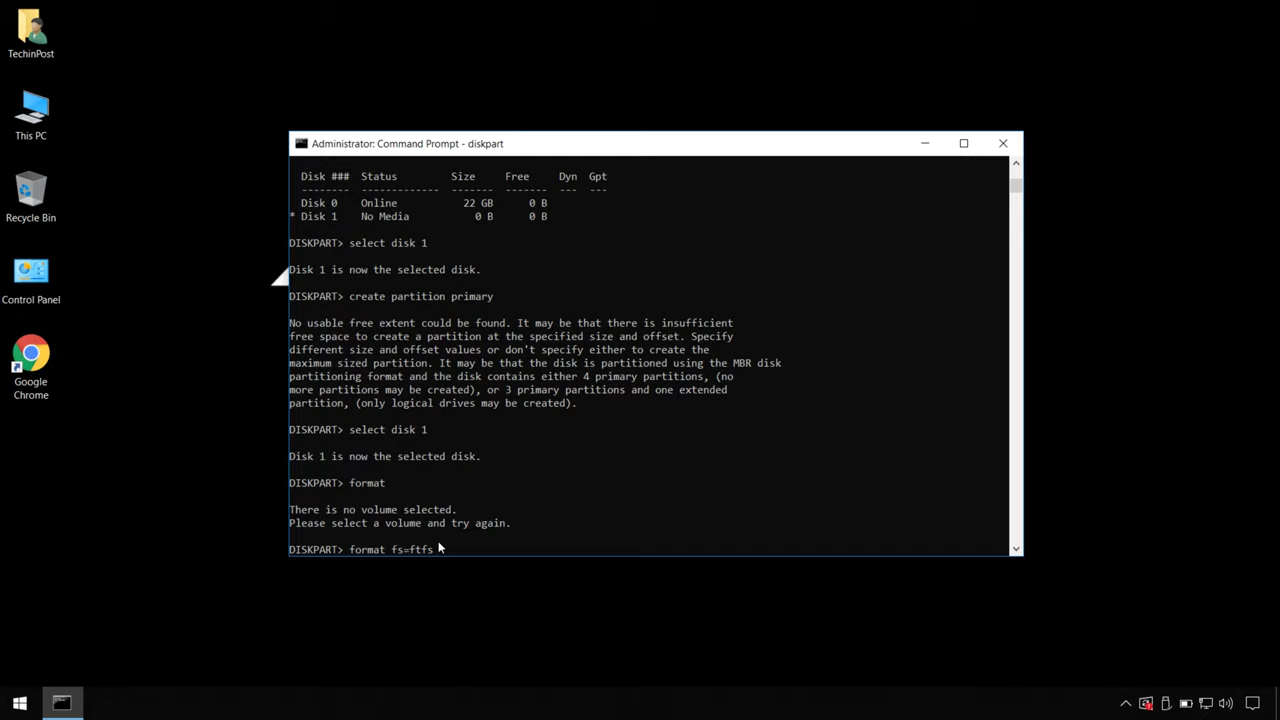 TechinPost
This PC
Recycle Bin
Control Panel
Google
Chrome
Administrator: Command Prompt - diskpart
Disk ###  Status         Size     Free     Dyn  Gpt
--------  -------------  -------  -------  ---  ---
Disk 0    Online           22 GB      0 B
* Disk 1    No Media          0 B      0 B
DISKPART> select disk 1
Disk 1 is now the selected disk.
DISKPART> create partition primary
No usable free extent could be found. It may be that there is insufficient
free space to create a partition at the specified size and offset. Specify
different size and offset values or don't specify either to create the
maximum sized partition. It may be that the disk is partitioned using the MBR disk
partitioning format and the disk contains either 4 primary partitions, (no
more partitions may be created), or 3 primary partitions and one extended
partition, (only logical drives may be created).
DISKPART> select disk 1
Disk 1 is now the selected disk.
DISKPART> format
There is no volume selected.
Please select a volume and try again.
DISKPART> format fs=ftfs